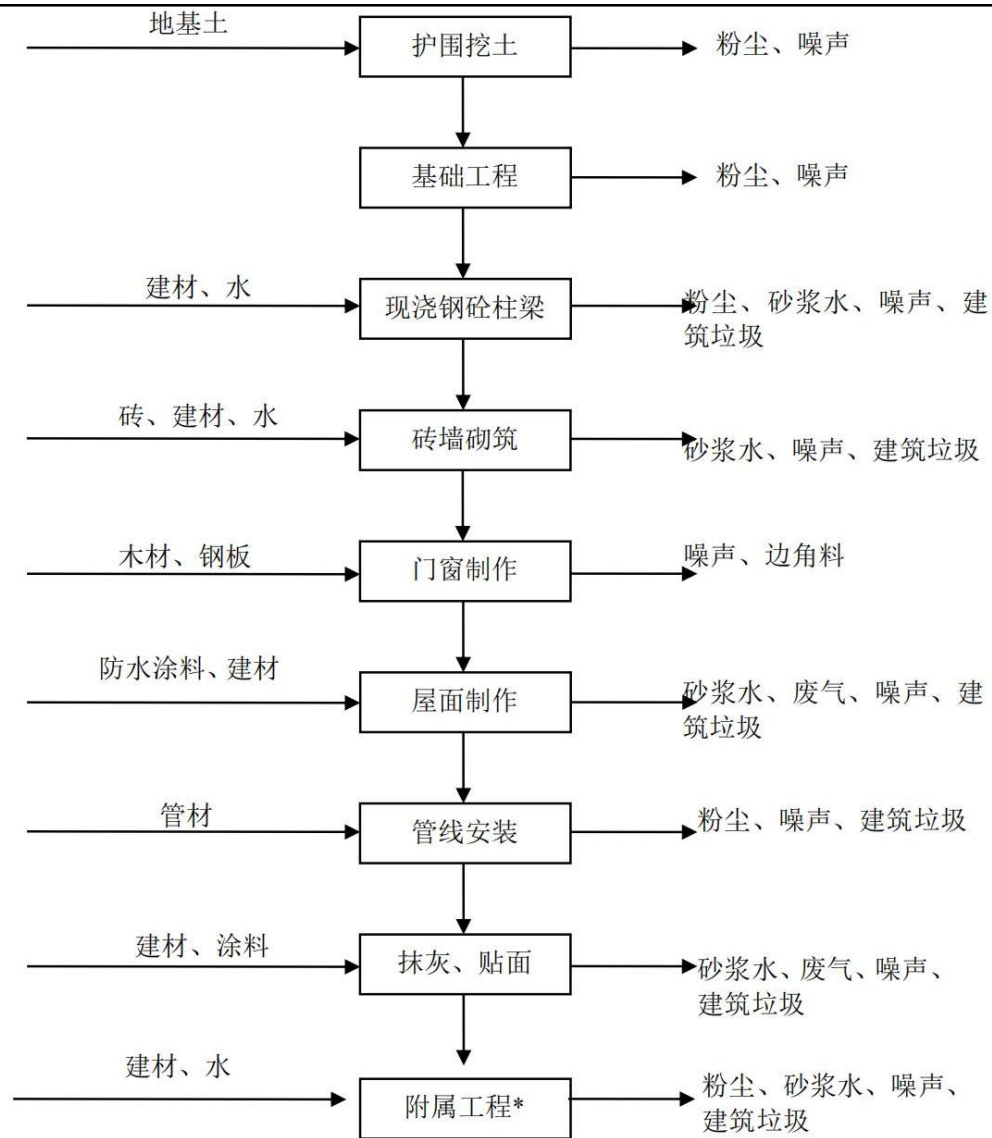 地基土
护围挖土
粉尘、噪声
基础工程
粉尘、噪声
建材、水
现浇钢砼柱梁
粉尘、砂浆水、噪声、建
筑垃圾
砖、建材、水
砖墙砌筑
砂浆水、噪声、建筑垃圾
木材、钢板
门窗制作
噪声、边角料
防水涂料、建材
屋面制作
砂浆水、废气、噪声、建
筑垃圾
管材
管线安装
粉尘、噪声、建筑垃圾
建材、涂料
抹灰、贴面
砂浆水、废气、噪声、
建筑垃圾
建材、水
附属工程*
粉尘、砂浆水、噪声、
建筑垃圾